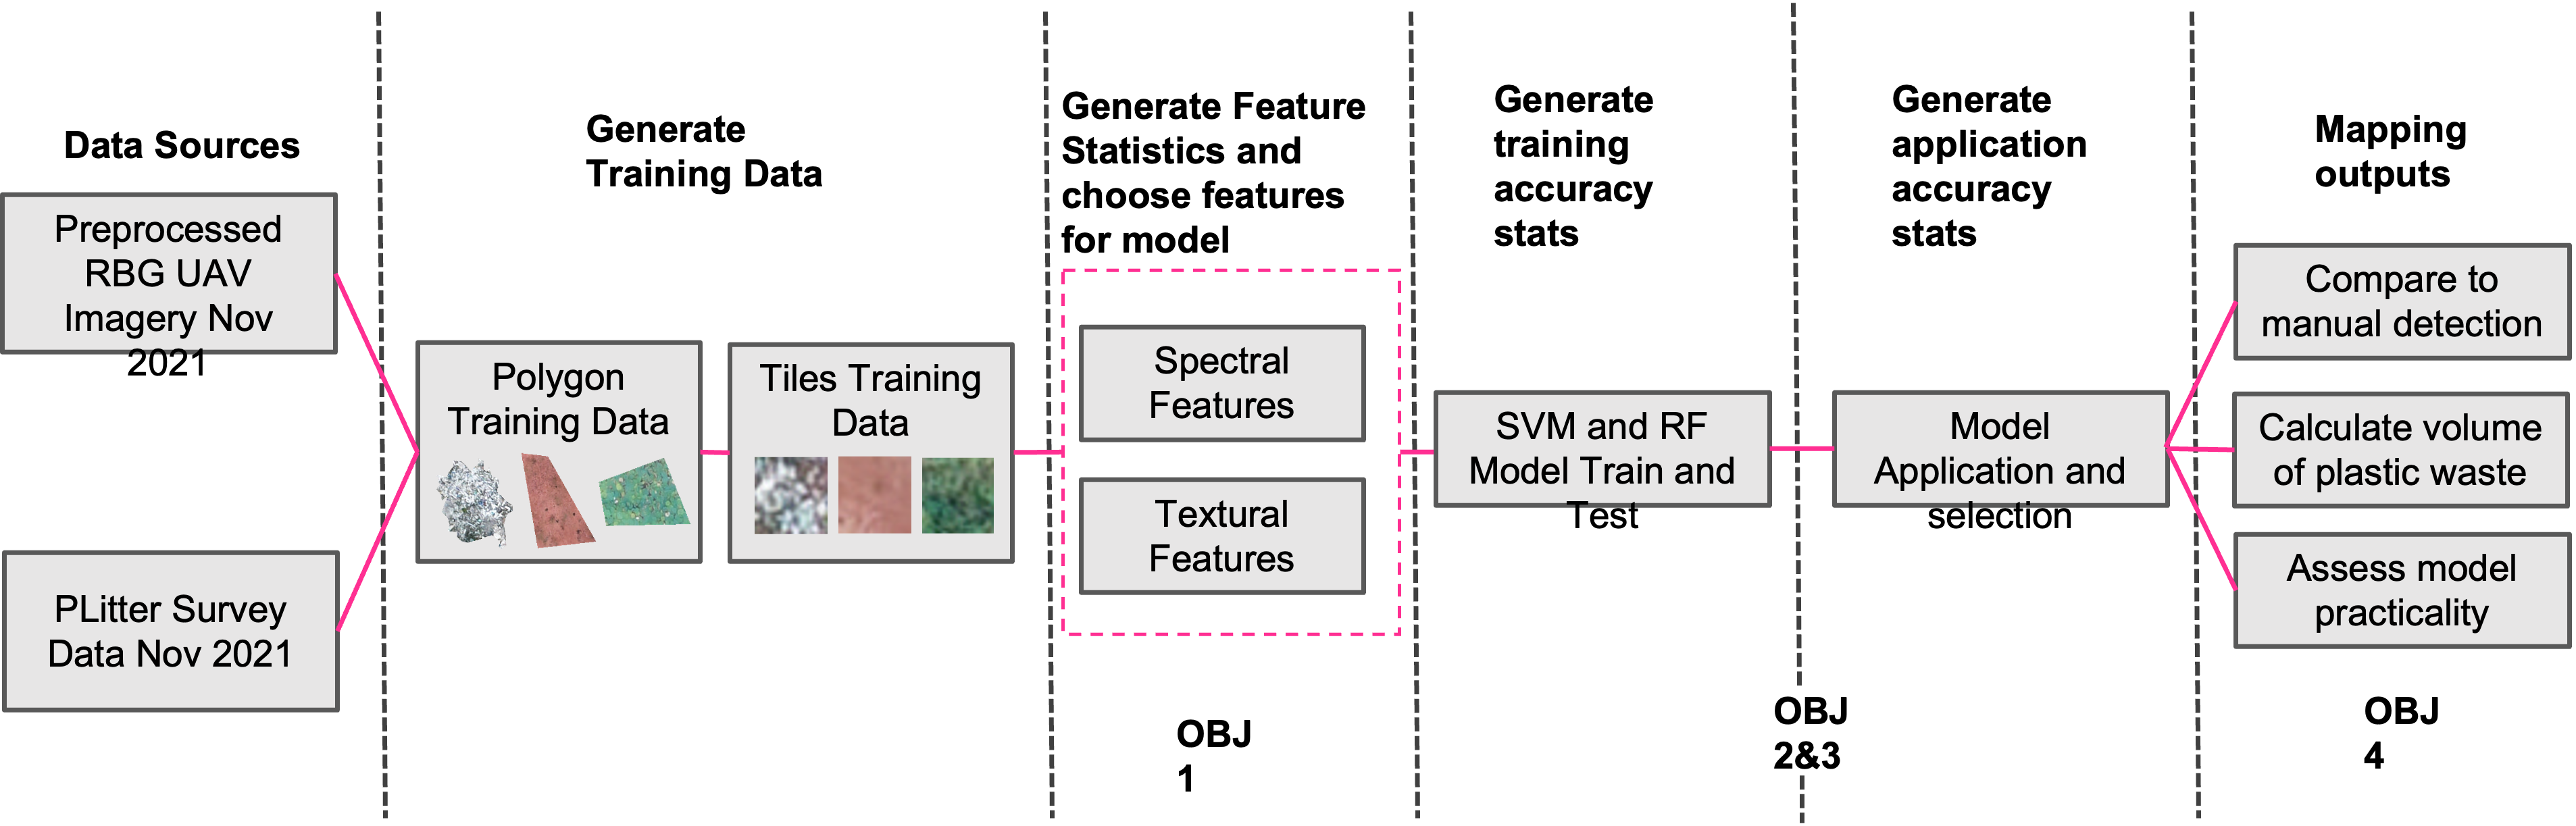 Data Sources
Preprocessed
RBG UAV
Imagery Nov
2021
PLitter Survey
Data Nov 2021
Generate
Training Data
Polygon
Training Data
Tiles Training
Data
Generate Feature
Statistics and
choose features
for model
Spectral
Features
Textural
Features
OBJ
1
Generate
training
accuracy
stats
SVM and RF
Model Train and
Test
Generate
application
accuracy
stats
Model
Application and
selection
OBJ
2&3
Mapping
outputs
Compare to
manual detection
Calculate volume
of plastic waste
Assess model
practicality
OBJ
4